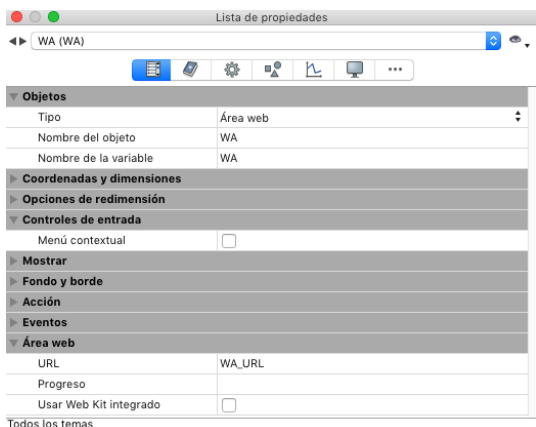 Lista de propiedades
WA (WA)
Objetos
Tipo Área web
Nombre del objeto WA
Nombre de la variable WA
Coordenadas y dimensiones
Opciones de redimensión
Controles de entrada
Menú contextual
Mostrar
Fondo y borde
Acción
Eventos
Área web
URL WA_URL
Progreso
Usar Web Kit integrado
Todos los temas